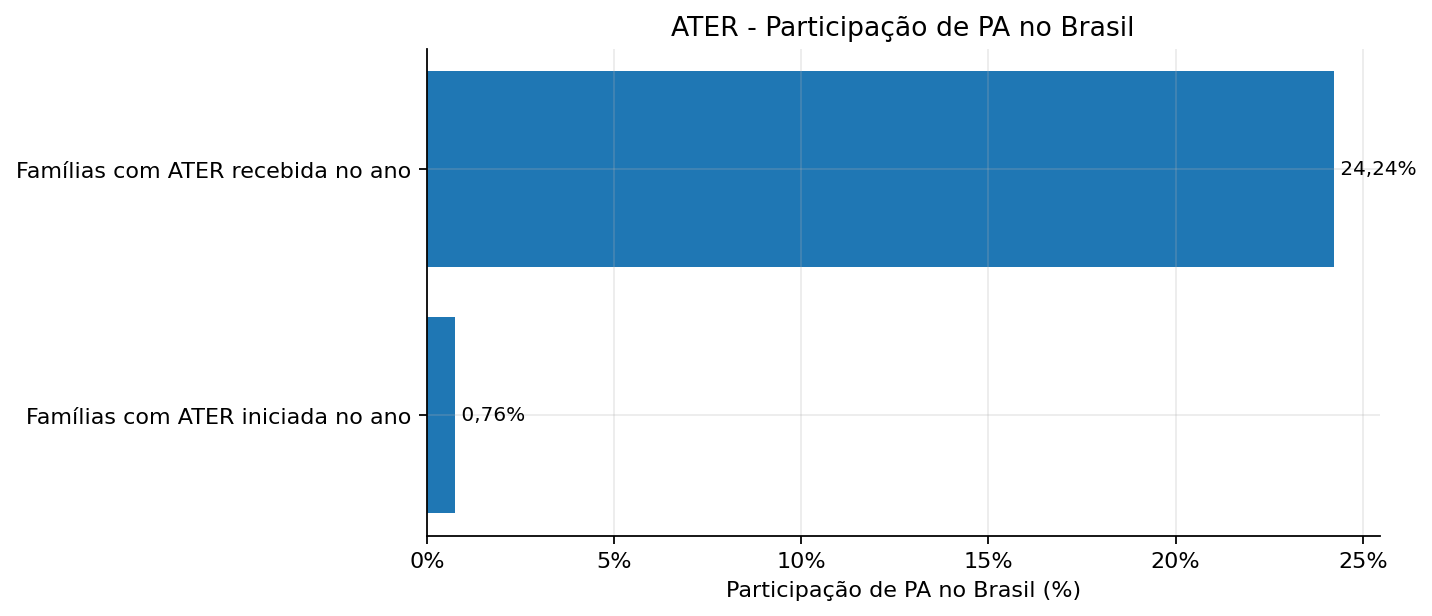 ATER - Participação de PA no Brasil
Famílias com ATER recebida no ano
24,24%
Famílias com ATER iniciada no ano
0,76%
0%
5%
10%
15%
20%
25%
Participação de PA no Brasil (%)